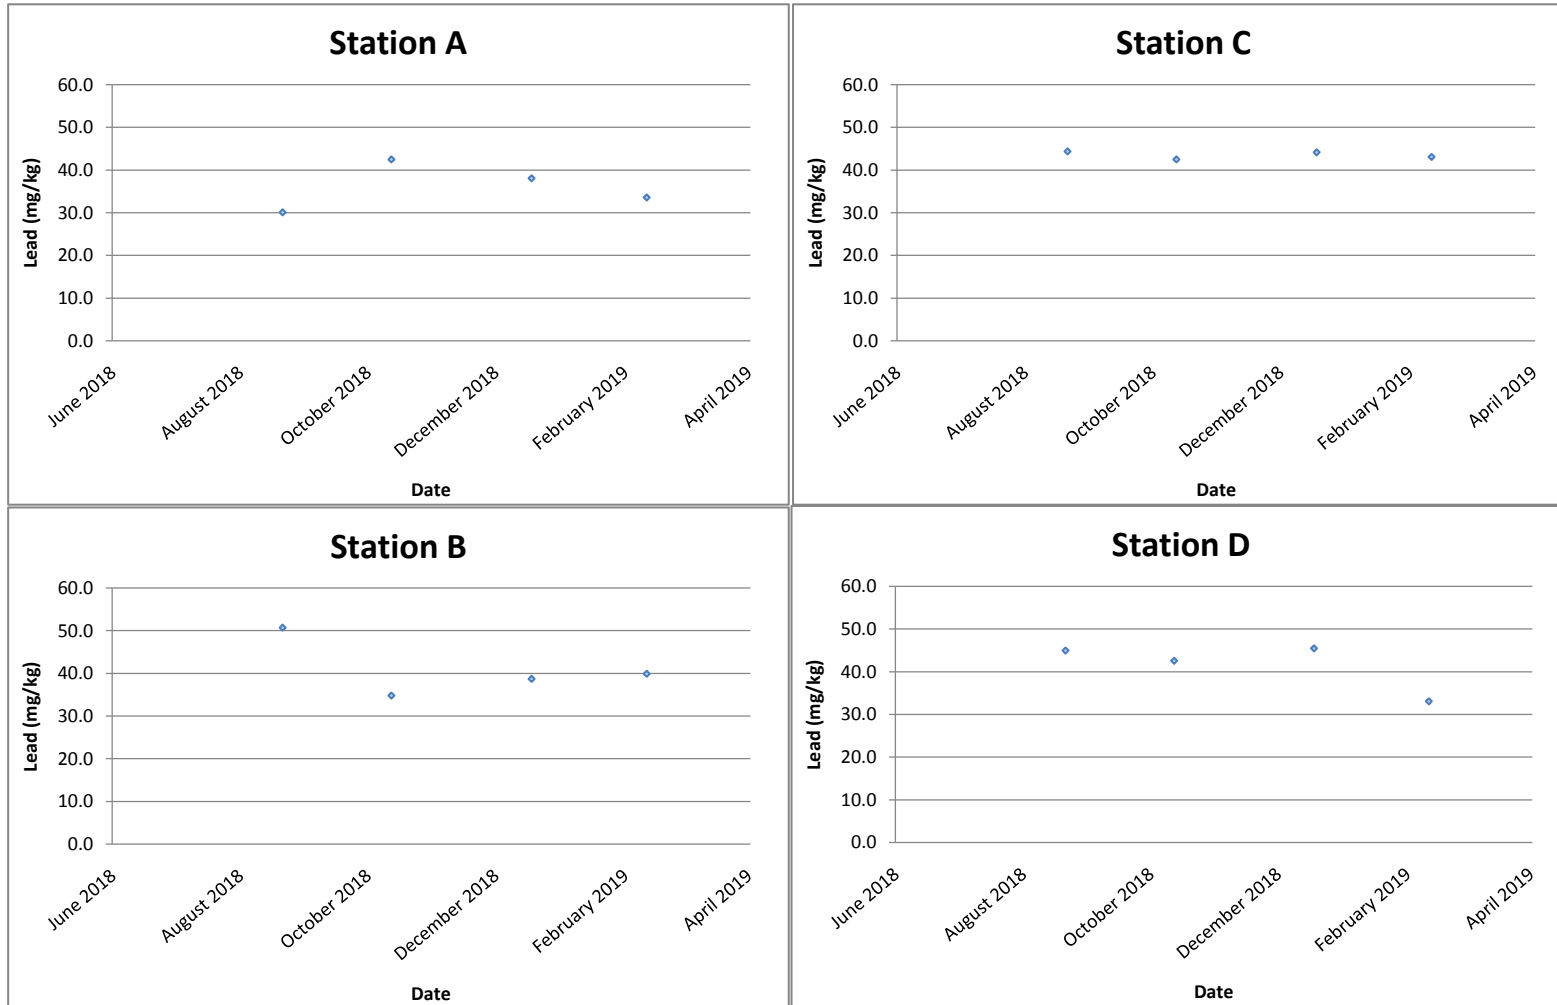 Station A
60.0
50.0
40.0
30.0
20.0
10.0
0.0
Lead (mg/kg)
June 2018
August 2018
October 2018
December 2018
February 2019
April 2019
Date
Station C
60.0
50.0
40.0
30.0
20.0
10.0
0.0
Lead (mg/kg)
June 2018
August 2018
October 2018
December 2018
February 2019
April 2019
Date
Station B
60.0
50.0
40.0
30.0
20.0
10.0
0.0
Lead (mg/kg)
June 2018
August 2018
October 2018
December 2018
February 2019
April 2019
Date
Station D
60.0
50.0
40.0
30.0
20.0
10.0
0.0
Lead (mg/kg)
June 2018
August 2018
October 2018
December 2018
February 2019
April 2019
Date